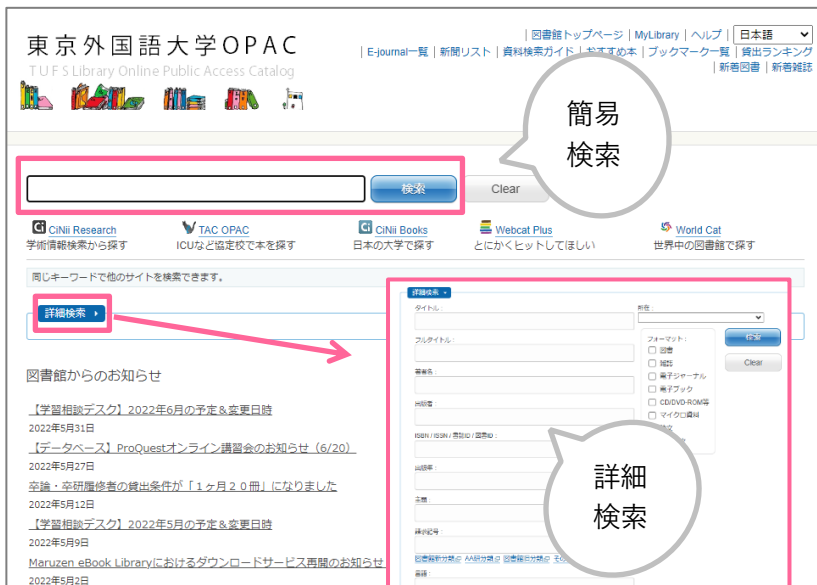 東京外国語大学OPAC
TUFS Library Online Public Access Catalog
| 図書館トップページ | MyLibrary | ヘルプ | 日本語
| E-journal一覧 | 新聞リスト | 資料検索ガイド | おすすめ本 | ブックマーク一覧 | 貸出ランキング
| 新着図書 | 新着雑誌
簡易
検索
検索 Clear
CiNii Research TAC OPAC CiNii Books Webcat Plus World Cat
学術情報検索から探す ICUなど協定校で本を探す 日本の大学で探す とにかくヒットしてほしい 世界中の図書館で探す
同じキーワードで他のサイトを検索できます。
詳細検索
図書館からのお知らせ
【学習相談デスク】2022年6月の予定&変更日時
2022年5月31日
【データベース】ProQuestオンライン講習会のお知らせ（6/20）
2022年5月27日
卒論・卒研履修者の貸出条件が「1ヶ月２０冊」になりました
2022年5月12日
【学習相談デスク】2022年5月の予定&変更日時
2022年5月9日
Maruzen eBook Libraryにおけるダウンロードサービス再開のお知らせ
2022年5月2日
詳細検索
タイトル :
所在 :
フルタイトル :
著者名 :
出版者 :
ISBN / ISSN / 書誌ID / 図書ID :
出版年 :
主題 :
請求記号 :
図書館新分類 AA研分類 図書館旧分類
言語 :
フォーマット :
図書
雑誌
電子ジャーナル
電子ブック
CD/DVD-ROM等
マイクロ資料
検索
Clear
詳細
検索